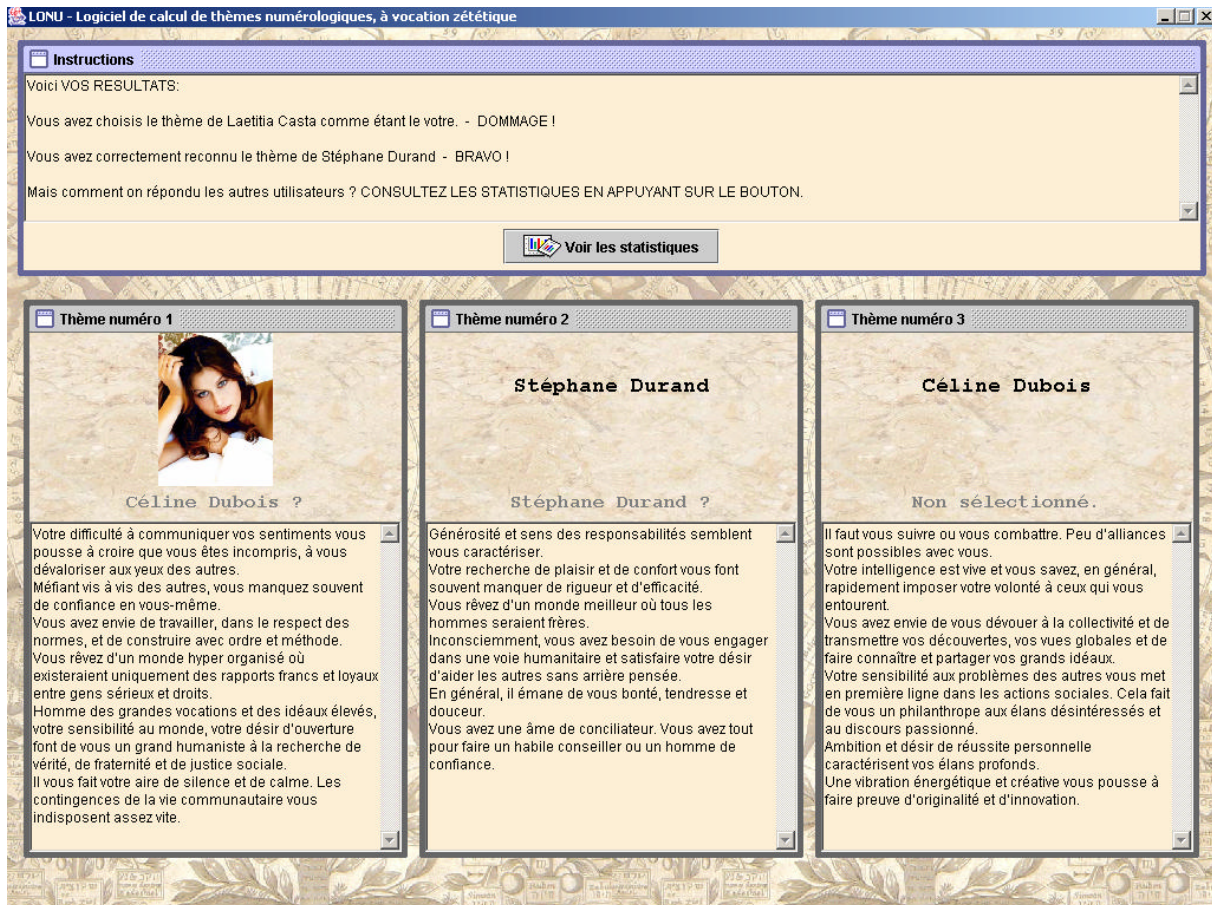 LONU - Logiciel de calcul de thèmes numérologiques, à vocation zététique
Instructions
Voici VOS RESULTATS:
Vous avez choisis le thème de Laetitia Casta comme étant le votre. - DOMMAGE !
Vous avez correctement reconnu le thème de Stéphane Durand - BRAVO !
Mais comment on répondu les autres utilisateurs ? CONSULTEZ LES STATISTIQUES EN APPUYANT SUR LE BOUTON.
Voir les statistiques
Thème numéro 1
Céline Dubois ?
Votre difficulté à communiquer vos sentiments vous
pousse à croire que vous êtes incompris, à vous
dévaloriser aux yeux des autres.
Méfiant vis à vis des autres, vous manquez souvent
de confiance en vous-même.
Vous avez envie de travailler, dans le respect des
normes, et de construire avec ordre et méthode.
Vous rêvez d'un monde hyper organisé où
existeraient uniquement des rapports francs et loyaux
entre gens sérieux et droits.
Homme des grandes vocations et des idéaux élevés,
votre sensibilité au monde, votre désir d'ouverture
font de vous un grand humaniste à la recherche de
vérité, de fraternité et de justice sociale.
Il vous fait votre aire de silence et de calme. Les
contingences de la vie communautaire vous
indisposent assez vite.
Thème numéro 2
Stéphane Durand
Stéphane Durand ?
Générosité et sens des responsabilités semblent
vous caractériser.
Votre recherche de plaisir et de confort vous font
souvent manquer de rigueur et d'efficacité.
Vous rêvez d'un monde meilleur où tous les
hommes seraient frères.
Inconsciemment, vous avez besoin de vous engager
dans une voie humanitaire et satisfaire votre désir
d'aider les autres sans arrière pensée.
En général, il émane de vous bonté, tendresse et
douceur.
Vous avez une âme de conciliateur. Vous avez tout
pour faire un habile conseiller ou un homme de
confiance.
Thème numéro 3
Céline Dubois
Non sélectionné.
Il faut vous suivre ou vous combattre. Peu d'alliances
sont possibles avec vous.
Votre intelligence est vive et vous savez, en général,
rapidement imposer votre volonté à ceux qui vous
entourent.
Vous avez envie de vous dévouer à la collectivité et de
transmettre vos découvertes, vos vues globales et de
faire connaître et partager vos grands idéaux.
Votre sensibilité aux problèmes des autres vous met
en première ligne dans les actions sociales. Cela fait
de vous un philanthrope aux élans désintéressés et
au discours passionné.
Ambition et désir de réussite personnelle
caractérisent vos élans profonds.
Une vibration énergétique et créative vous pousse à
faire preuve d'originalité et d'innovation.